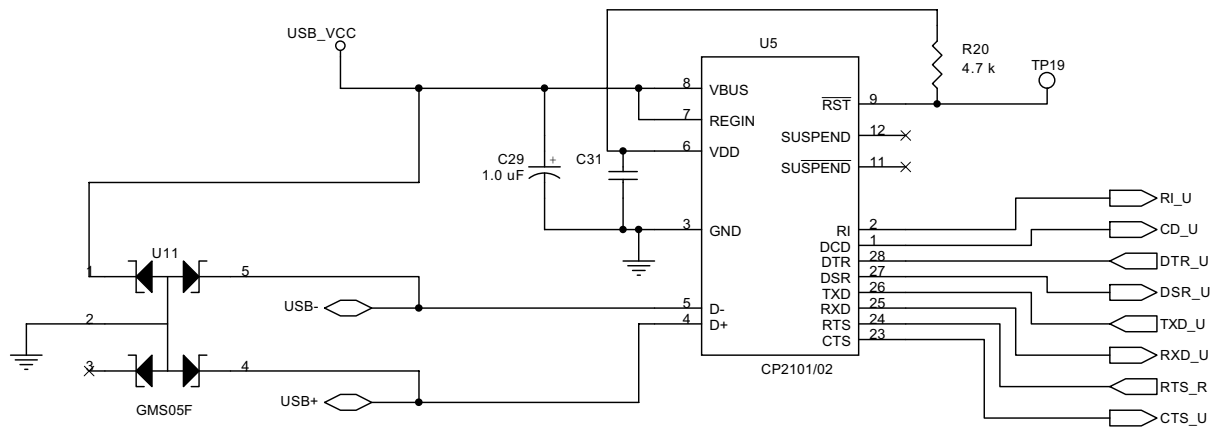 USB_VCC
U5
R20
4.7 k
TP19
8 VBUS
7 REGIN
6 VDD
3 GND
5 D-
4 D+
RST 9
SUSPEND 12
SUSPEND 11
RI 2
DCD 1
DTR 28
DSR 27
TXD 26
RXD 25
RTS 24
CTS 23
CP2101/02
C29
1.0 uF
+
C31
U11
1
5
2
3
4
GMS05F
USB-
USB+
RI_U
CD_U
DTR_U
DSR_U
TXD_U
RXD_U
RTS_R
CTS_U